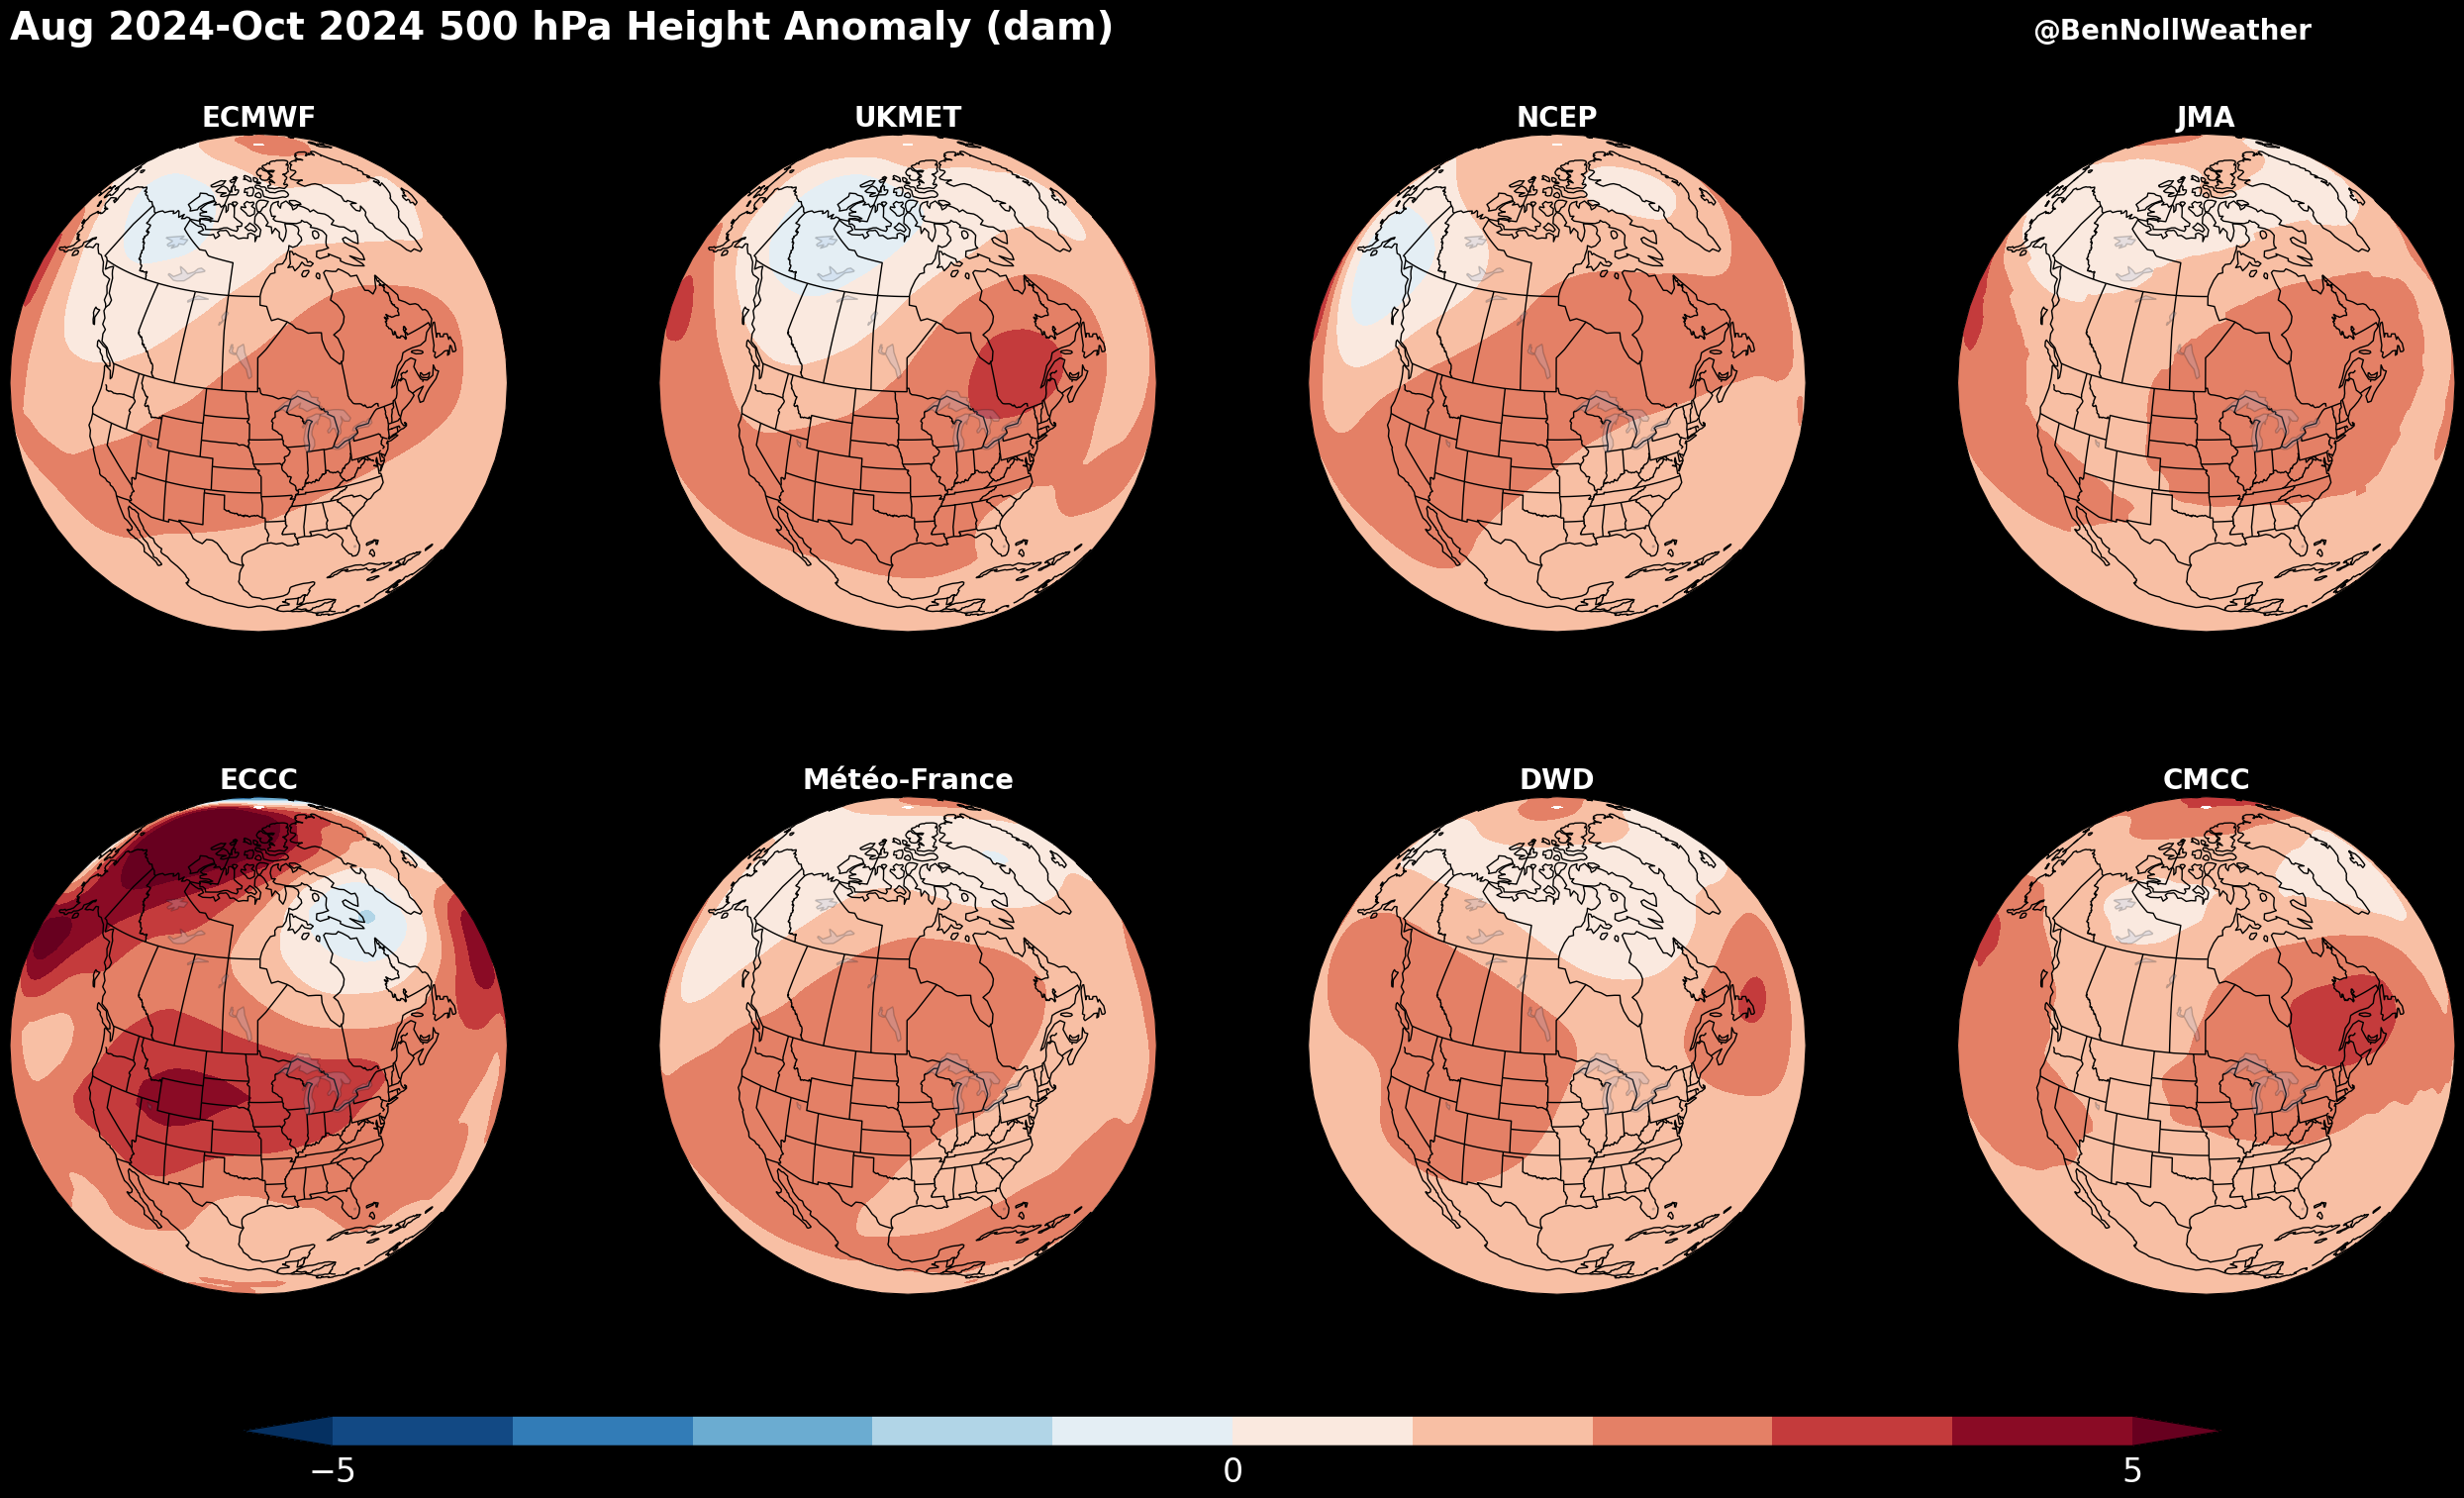 Aug 2024-Oct 2024 500 hPa Height Anomaly (dam)
@BenNollWeather
ECMWF
UKMET
NCEP
JMA
ECCC
Météo-France
DWD
CMCC
−5
0
5